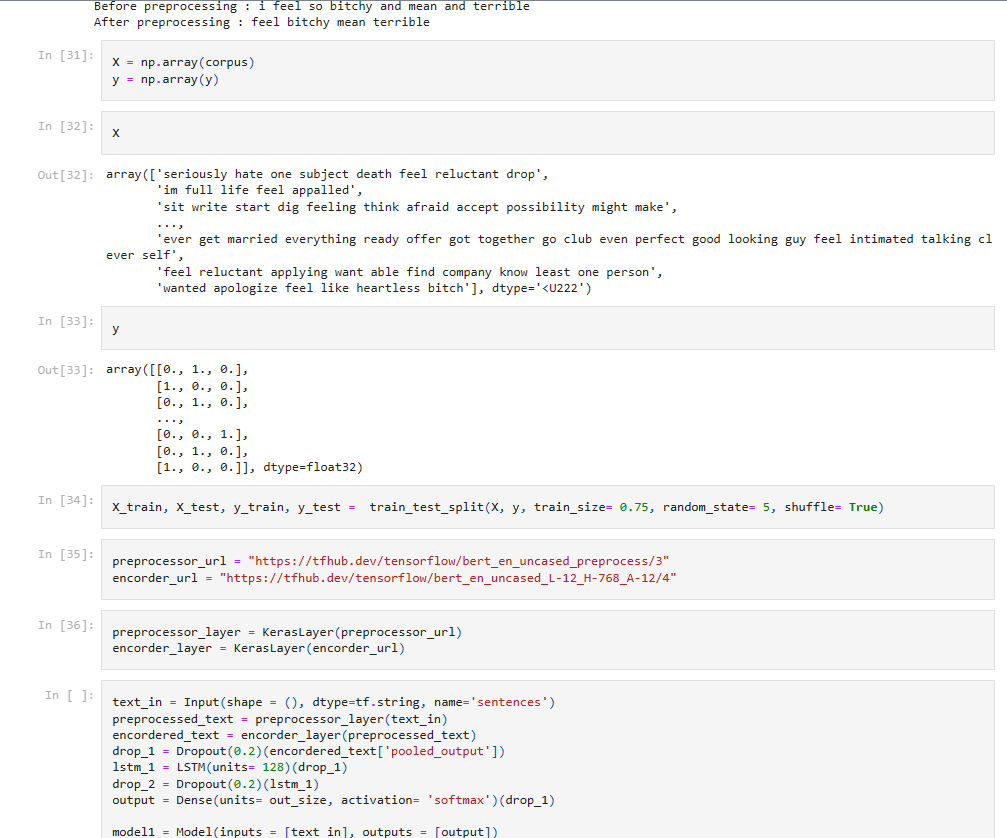 Before preprocessing : i feel so bitchy and mean and terrible
After preprocessing : feel bitchy mean terrible
In [31]:
X = np.array(corpus)
y = np.array(y)
In [32]:
X
Out[32]:
array(['seriously hate one subject death feel reluctant drop',
'im full life feel appalled',
'sit write start dig feeling think afraid accept possibility might make',
...,
'ever get married everything ready offer got together go club even perfect good looking guy feel intimated talking cl
ever self',
'feel reluctant applying want able find company know least one person',
'wanted apologize feel like heartless bitch'], dtype='<U222')
In [33]:
y
Out[33]:
array([[0., 1., 0.],
[1., 0., 0.],
[0., 1., 0.],
...,
[0., 0., 1.],
[0., 1., 0.],
[1., 0., 0.]], dtype=float32)
In [34]:
X_train, X_test, y_train, y_test =  train_test_split(X, y, train_size= 0.75, random_state= 5, shuffle= True)
In [35]:
preprocessor_url = "https://tfhub.dev/tensorflow/bert_en_uncased_preprocess/3"
encorder_url = "https://tfhub.dev/tensorflow/bert_en_uncased_L-12_H-768_A-12/4"
In [36]:
preprocessor_layer = KerasLayer(preprocessor_url)
encorder_layer = KerasLayer(encorder_url)
In [ ]:
text_in = Input(shape = (), dtype=tf.string, name='sentences')
preprocessed_text = preprocessor_layer(text_in)
encordered_text = encorder_layer(preprocessed_text)
drop_1 = Dropout(0.2)(encordered_text['pooled_output'])
lstm_1 = LSTM(units= 128)(drop_1)
drop_2 = Dropout(0.2)(lstm_1)
output = Dense(units= out_size, activation= 'softmax')(drop_1)
model1 = Model(inputs = [text_in], outputs = [output])